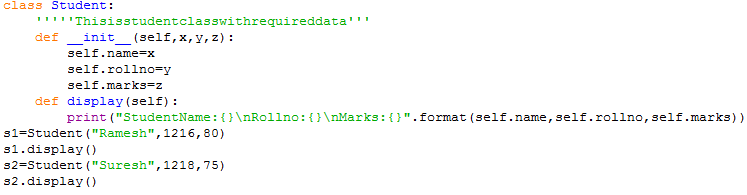 class Student:
    '''''Thisisstudentclasswithrequireddata'''
    def __init__(self,x,y,z):
        self.name=x
        self.rollno=y
        self.marks=z
    def display(self):
        print("StudentName:{}\nRollno:{}\nMarks:{}".format(self.name,self.rollno,self.marks))
s1=Student("Ramesh",1216,80)
s1.display()
s2=Student("Suresh",1218,75)
s2.display()